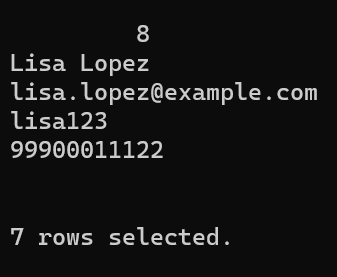 8
Lisa Lopez
lisa.lopez@example.com
lisa123
99900011122
7 rows selected.